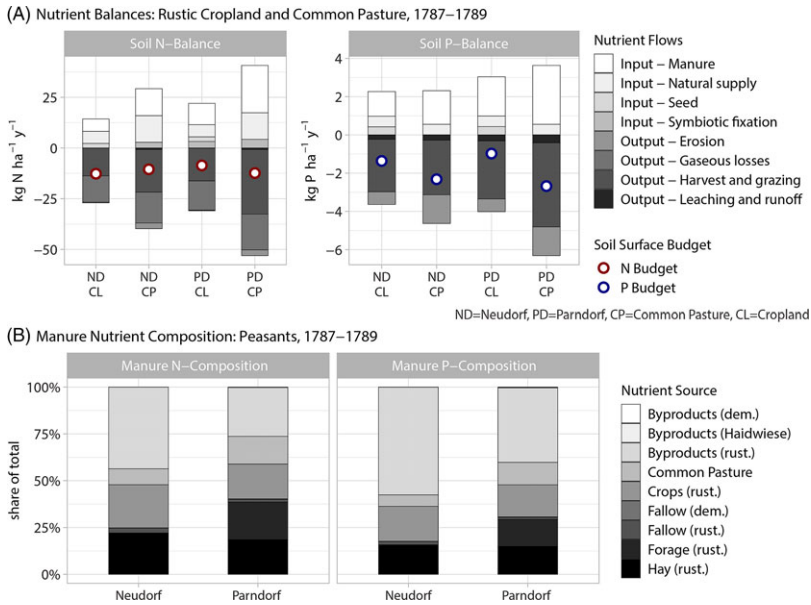 (A) Nutrient Balances: Rustic Cropland and Common Pasture, 1787–1789
Soil N–Balance
Soil P–Balance
kg N ha⁻¹ y⁻¹
25
0
−25
−50
ND CL
ND CP
PD CL
PD CP
kg P ha⁻¹ y⁻¹
4
2
0
−2
−4
−6
ND CL
ND CP
PD CL
PD CP
Nutrient Flows
Input – Manure
Input – Natural supply
Input – Seed
Input – Symbiotic fixation
Output – Erosion
Output – Gaseous losses
Output – Harvest and grazing
Output – Leaching and runoff
Soil Surface Budget
N Budget
P Budget
ND=Neudorf, PD=Parndorf, CP=Common Pasture, CL=Cropland
(B) Manure Nutrient Composition: Peasants, 1787–1789
Manure N–Composition
Manure P–Composition
share of total
100%
75%
50%
25%
0%
Neudorf
Parndorf
Neudorf
Parndorf
Nutrient Source
Byproducts (dem.)
Byproducts (Haidwiese)
Byproducts (rust.)
Common Pasture
Crops (rust.)
Fallow (dem.)
Fallow (rust.)
Forage (rust.)
Hay (rust.)